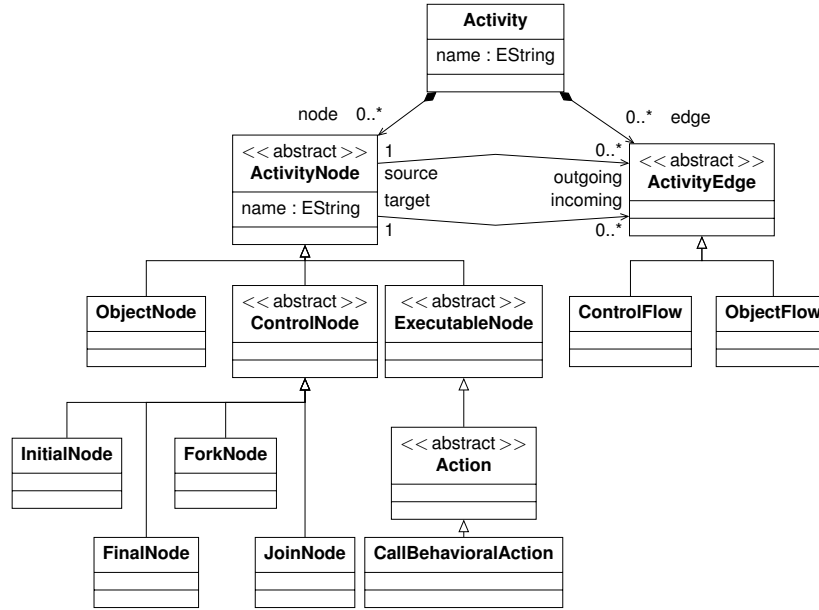 Activity
name : EString
node 0..*
0..* edge
<< abstract >>
ActivityNode
name : EString
1
source
target
1
0..*
outgoing
incoming
0..*
<< abstract >>
ActivityEdge
ObjectNode
<< abstract >>
ControlNode
<< abstract >>
ExecutableNode
ControlFlow
ObjectFlow
InitialNode
ForkNode
<< abstract >>
Action
FinalNode
JoinNode
CallBehavioralAction